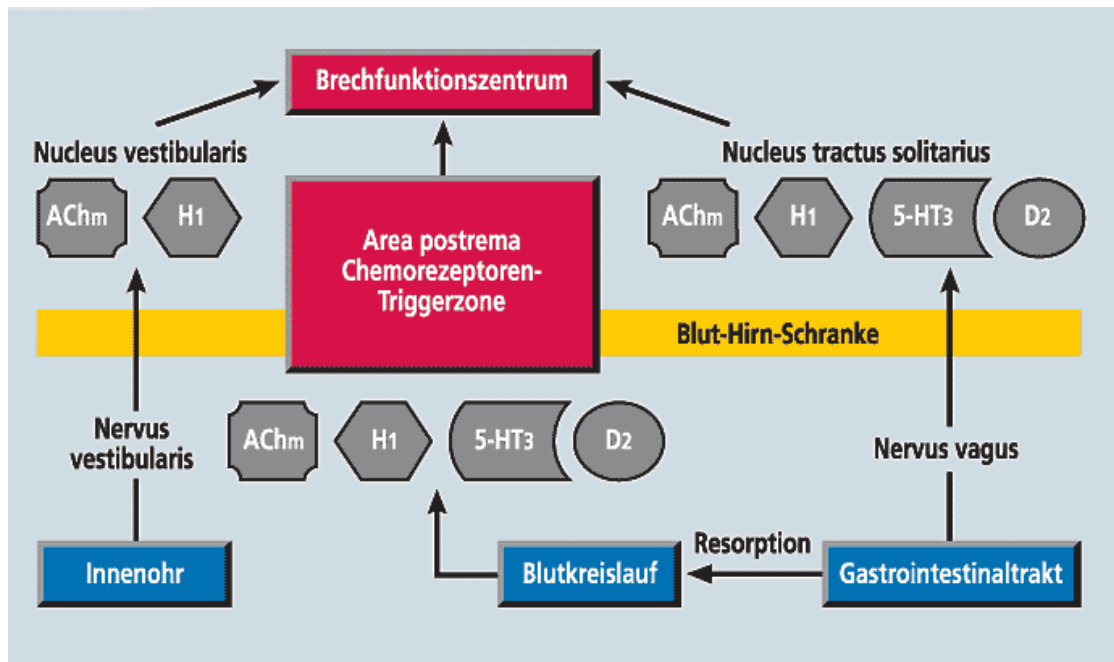 Brechfunktionszentrum
Nucleus vestibularis
Nucleus tractus solitarius
AChm
H1
AChm
H1
5-HT3
D2
Area postrema
Chemorezeptoren-
Triggerzone
Blut-Hirn-Schranke
AChm
H1
5-HT3
D2
Nervus
vestibularis
Nervus vagus
Resorption
Innenohr
Blutkreislauf
Gastrointestinaltrakt